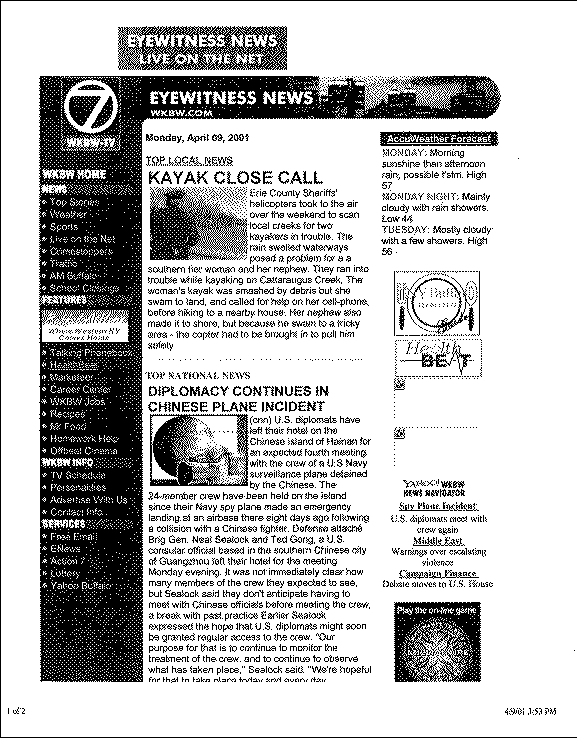 EYEWITNESS NEWS
LIVE ON THE NET
7
WKBW-TV
EYEWITNESS NEWS
WKBW.COM
WKBW HOME
NEWS
Top Stories
Weather
Sports
Live on the Net
Traffic
AM Buffalo
School Closings
FEATURES
Where Western NY
Comes Home
Talking Phonebook
HealthBeat
Marketeer
Career Center
WKBW Jobs
Recipes
Mr Food
Homework Help
Offbeat Cinema
WKBW INFO
TV Schedule
Personalities
Advertise With Us
Contact Info
SERVICES
Free Email
ENews
Action 7
Lottery
Yahoo Buffalo
Monday, April 09, 2001
TOP LOCAL NEWS
KAYAK CLOSE CALL
Erie County Sheriffs'
helicopters took to the air
over the weekend to scan
local creeks for two
kayakers in trouble. The
rain swelled waterways
posed a problem for a a
southern tier woman and her nephew. They ran into
trouble while kayaking on Cattaraugus Creek. The
woman's kayak was smashed by debris but she
swam to land, and called for help on her cell-phone,
before hiking to a nearby house. Her nephew also
made it to shore, but because he swam to a tricky
area - the copter had to be brought in to pull him
safely
TOP NATIONAL NEWS
DIPLOMACY CONTINUES IN
CHINESE PLANE INCIDENT
(cnn) U.S. diplomats have
left their hotel on the
Chinese island of Hainan for
an expected fourth meeting
with the crew of a U.S Navy
surveillance plane detained
by the Chinese. The
24-member crew have been held on the island
since their Navy spy plane made an emergency
landing at an airbase there eight days ago following
a collision with a Chinese fighter. Defense attaché
Brig Gen. Neal Sealock and Ted Gong, a U.S.
consular official based in the southern Chinese city
of Guangzhou left their hotel for the meeting
Monday evening. It was not immediately clear how
many members of the crew they expected to see,
but Sealock said they don't anticipate having to
meet with Chinese officials before meeting the crew,
a break with past practice Earlier Sealock
expressed the hope that U.S. diplomats might soon
be granted regular access to the crew. "Our
purpose for that is to continue to monitor the
treatment of the crew, and to continue to observe
what has taken place," Sealock said. "We're hopeful
for that to take place today and every day
AccuWeather Forecast
MONDAY: Morning
sunshine then afternoon
rain; possible t'stm. High
57
MONDAY NIGHT: Mainly
cloudy with rain showers.
Low 44
TUESDAY: Mostly cloudy
with a few showers. High
56
Health
BEAT
YAHOO! WKBW
NEWS NAVIGATOR
Spy Plane Incident
U.S. diplomats meet with
crew again
Middle East
Warnings over escalating
violence
Campaign Finance
Debate moves to U.S. House
Play the on-line game
1 of 2
4/9/01 3:53 PM